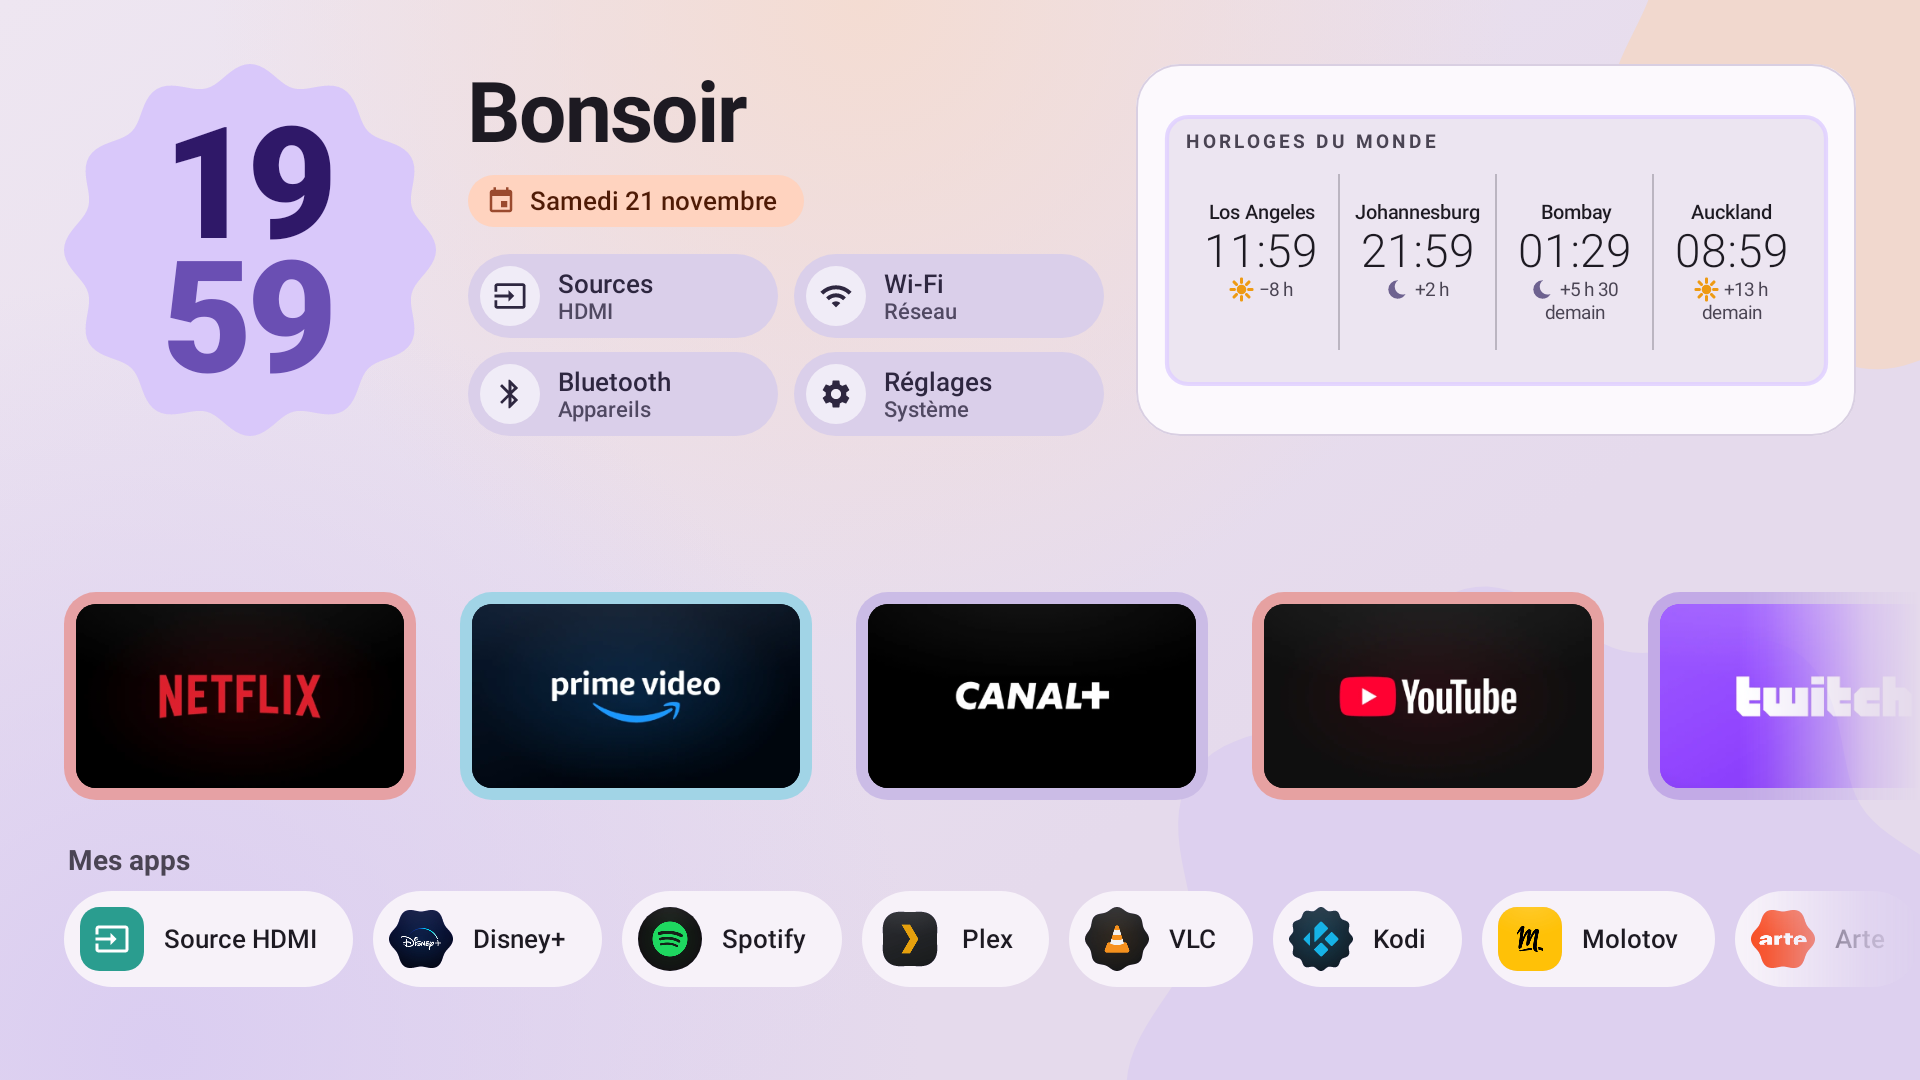 19
59
Bonsoir
Samedi 21 novembre
Sources
HDMI
Wi-Fi
Réseau
Bluetooth
Appareils
Réglages
Système
HORLOGES DU MONDE
Los Angeles
11:59
−8 h
Johannesburg
21:59
+2 h
Bombay
01:29
+5 h 30
demain
Auckland
08:59
+13 h
demain
NETFLIX
prime video
CANAL+
YouTube
twitch
Mes apps
Source HDMI
Disney+
Disney+
Spotify
Plex
VLC
Kodi
M.
Molotov
arte
Arte